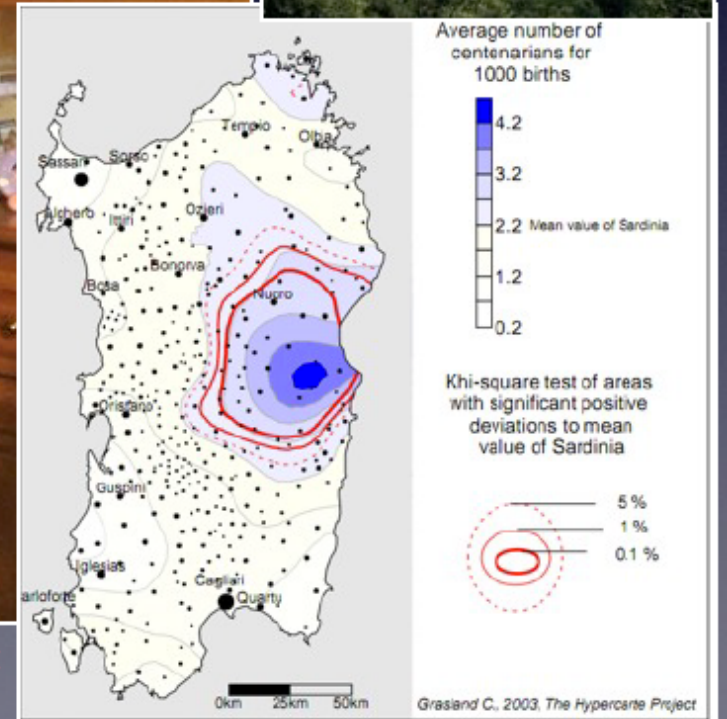 Average number of
centenarians for
1000 births
4.2
3.2
2.2 Mean value of Sardinia
1.2
0.2
Khi-square test of areas
with significant positive
deviations to mean
value of Sardinia
5 %
1 %
0.1 %
Tempio
Olbia
Sassari
Sorso
Alghero
Ittiri
Ozieri
Bonorva
Bosa
Nuoro
Oristano
Guspini
Iglesias
Cagliari
Quartu
arloforte
0km 25km 50km
Grasland C., 2003, The Hypercarte Project